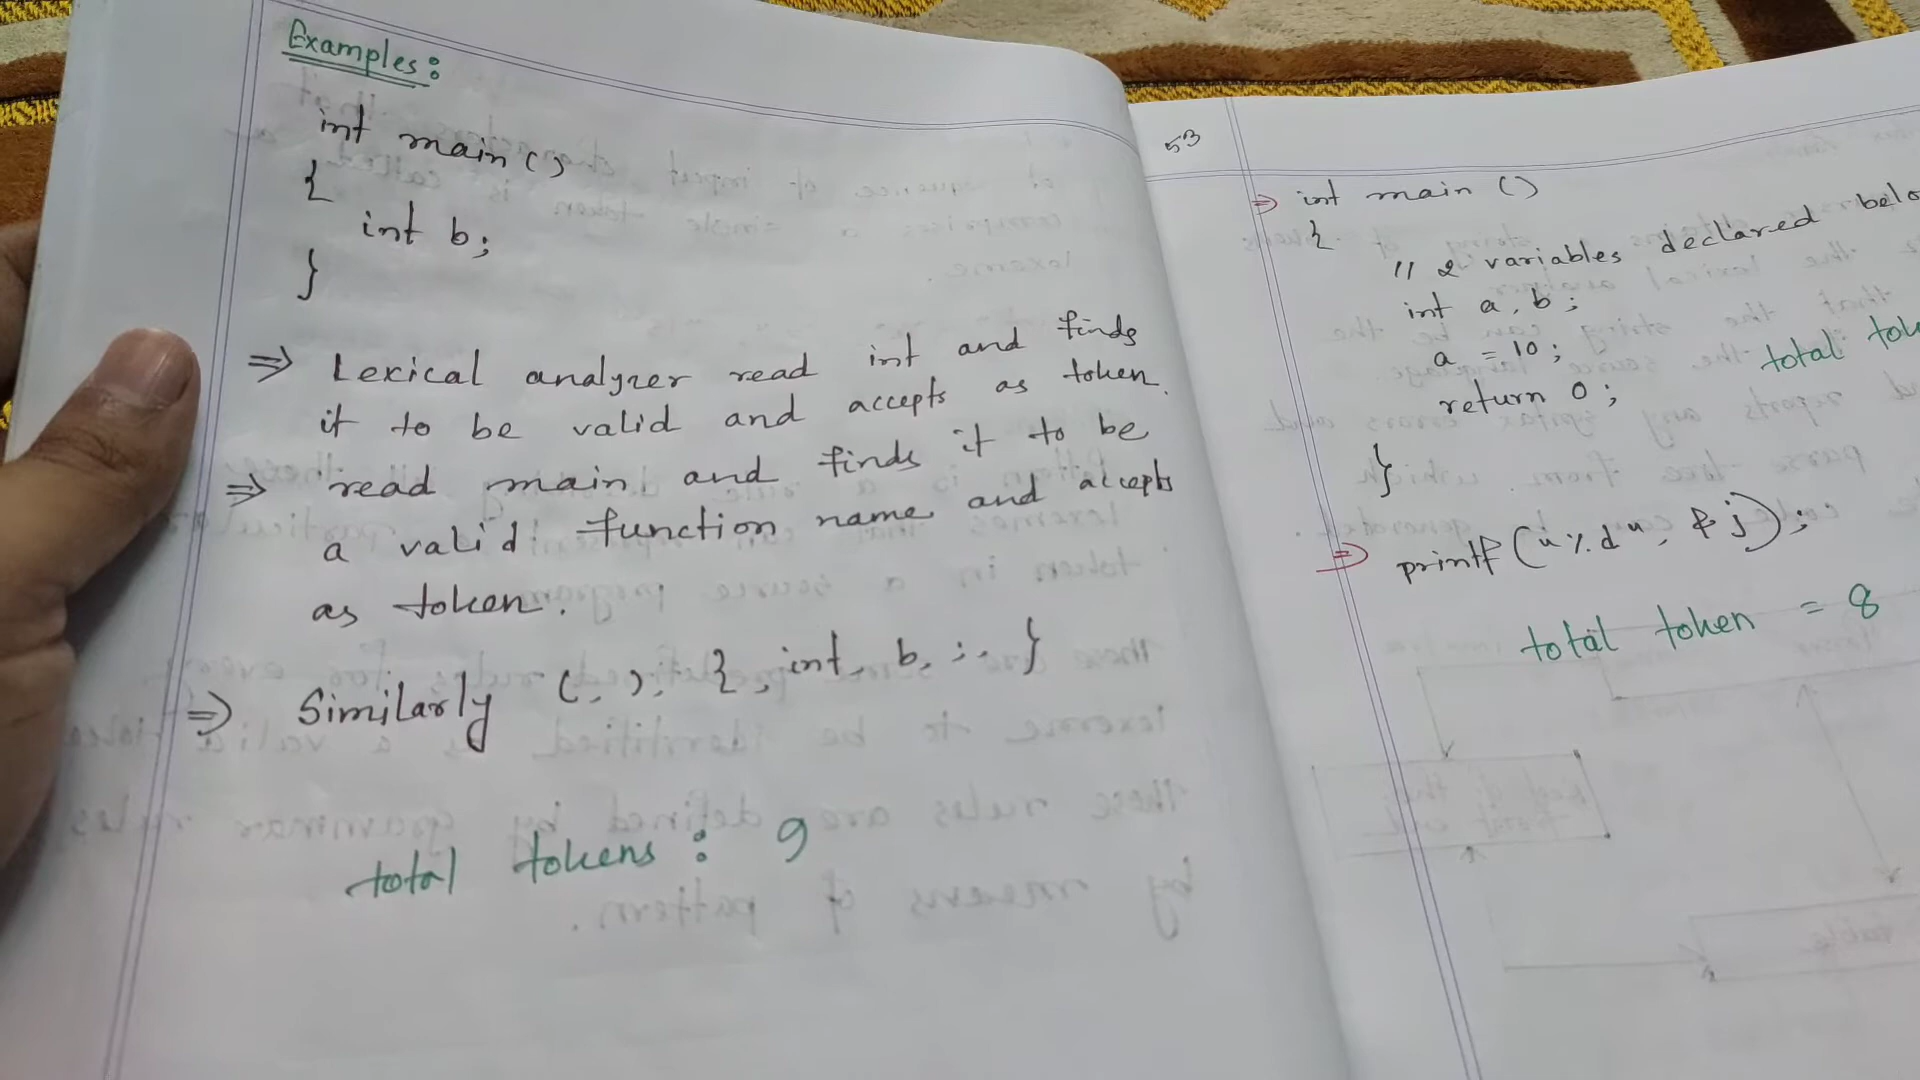 Examples:
int main()
{
int b;
}
⇒ Lexical analyzer read int and finds
it to be valid and accepts as token.
⇒ read main and finds it to be
a valid function name and accepts
as token.
⇒ Similarly (, ), {, int, b, ;, }
total tokens: 9
53
⇒ int main ()
{
// 2 variables declared
int a, b;
a = 10;
total
return 0;
}
⇒ printf ("%d", &j);
total token = 8